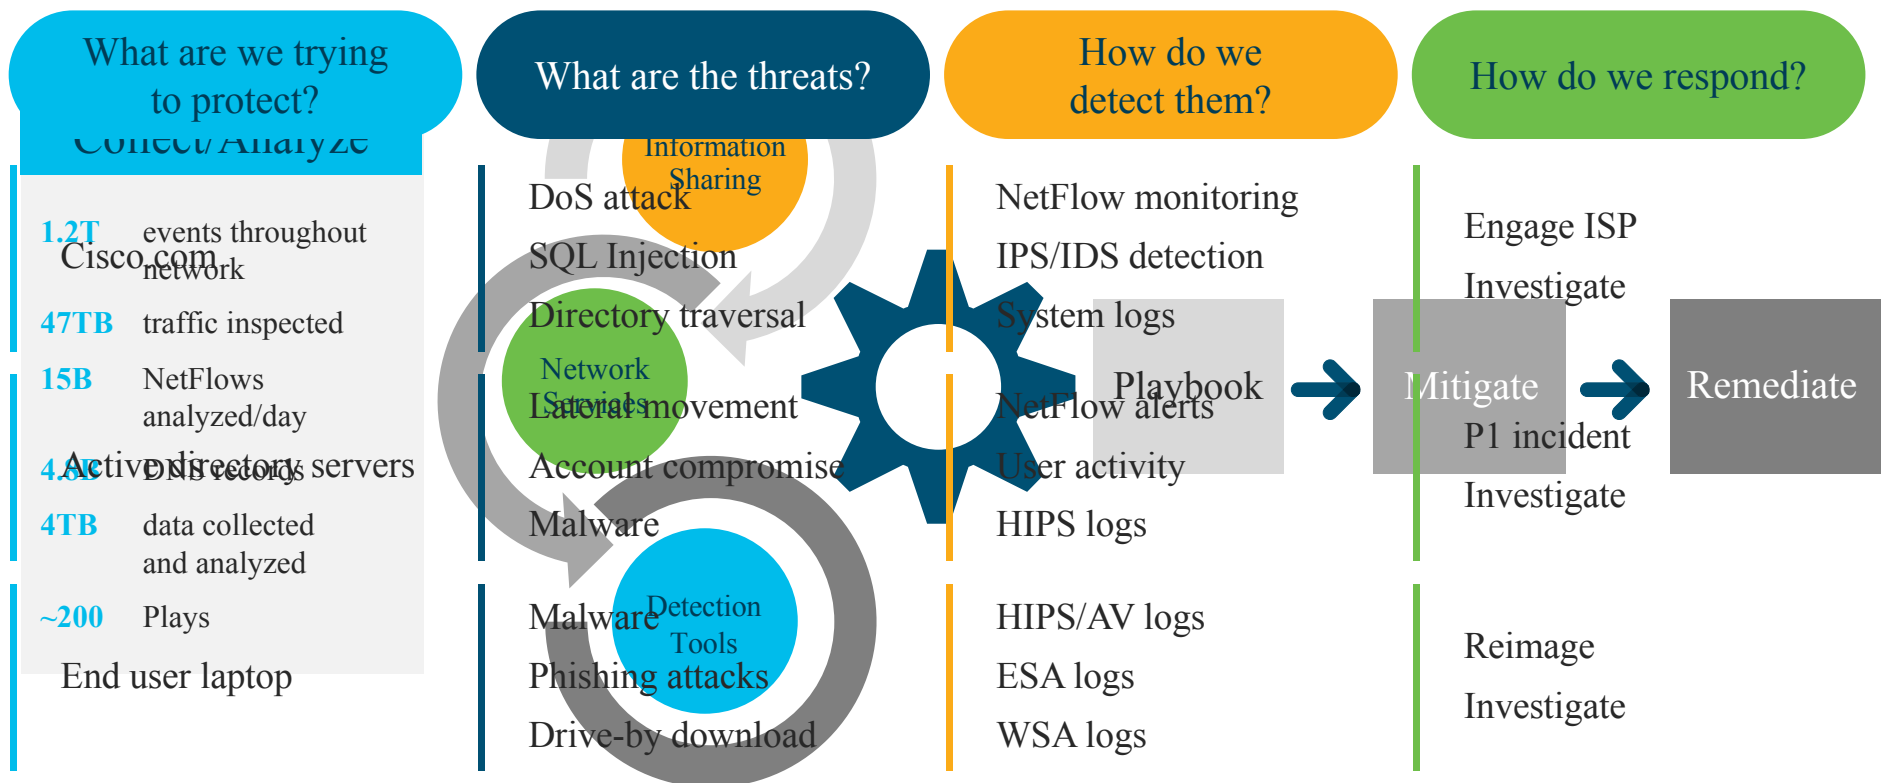 What are we trying
to protect?
What are the threats?
How do we
detect them?
How do we respond?
Collect/Analyze
1.2T events throughout
network
47TB traffic inspected
15B NetFlows
analyzed/day
4.8B DNS records
4TB data collected
and analyzed
~200 Plays
Information
Sharing
Network
Services
Detection
Tools
Playbook
Mitigate
Remediate
Cisco.com
DoS attack
SQL Injection
Directory traversal
NetFlow monitoring
IPS/IDS detection
System logs
Engage ISP
Investigate
Active directory servers
Lateral movement
Account compromise
Malware
NetFlow alerts
User activity
HIPS logs
P1 incident
Investigate
End user laptop
Malware
Phishing attacks
Drive-by download
HIPS/AV logs
ESA logs
WSA logs
Reimage
Investigate